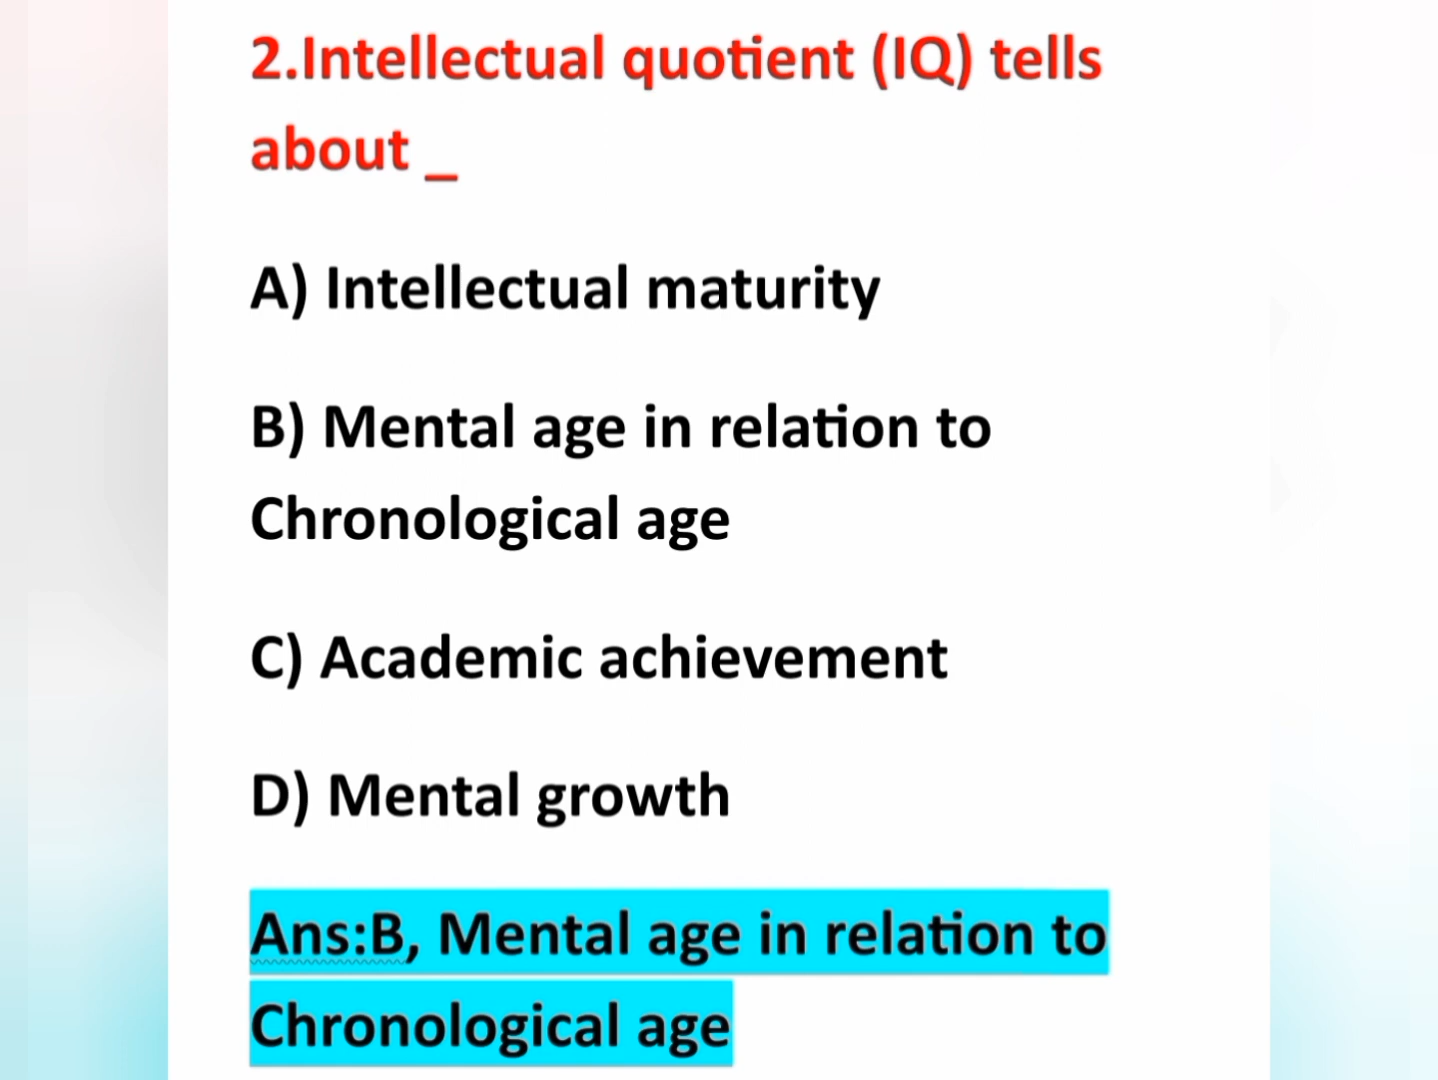 2.Intellectual quotient (IQ) tells
about _
A) Intellectual maturity
B) Mental age in relation to
Chronological age
C) Academic achievement
D) Mental growth
Ans:B, Mental age in relation to
Chronological age